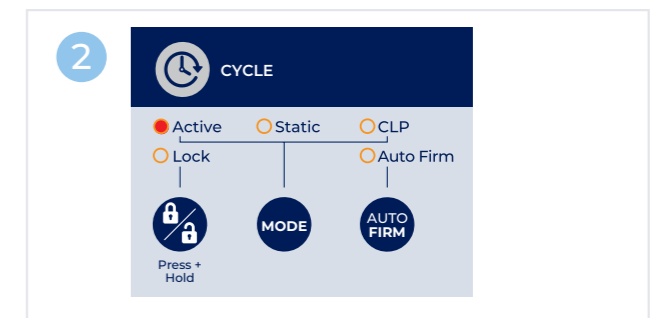 2
CYCLE
Active Static CLP
Lock Auto Firm
MODE
AUTO
FIRM
Press +
Hold